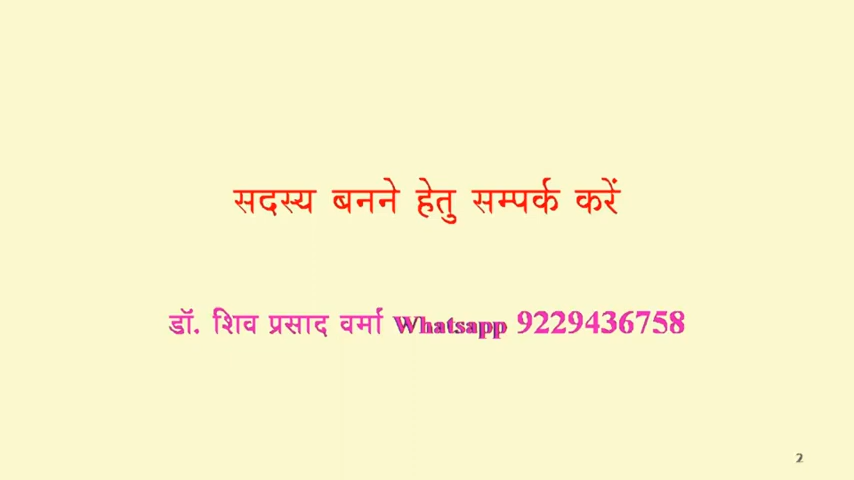 सदस्य बनने हेतु सम्पर्क करें
डॉ. शिव प्रसाद वर्मा Whatsapp 9229436758
2